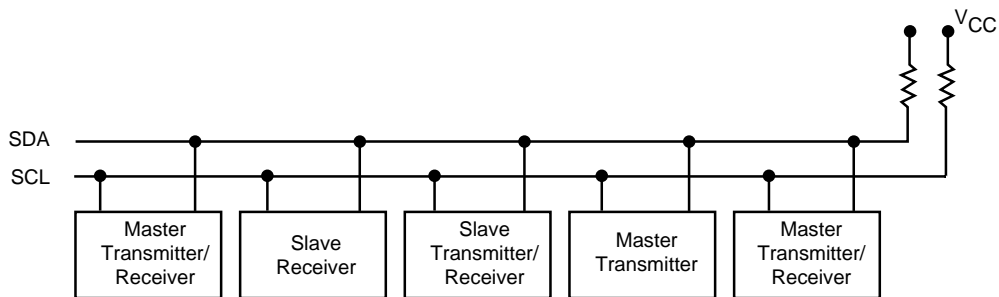 VCC
SDA
SCL
Master
Transmitter/
Receiver
Slave
Receiver
Slave
Transmitter/
Receiver
Master
Transmitter
Master
Transmitter/
Receiver